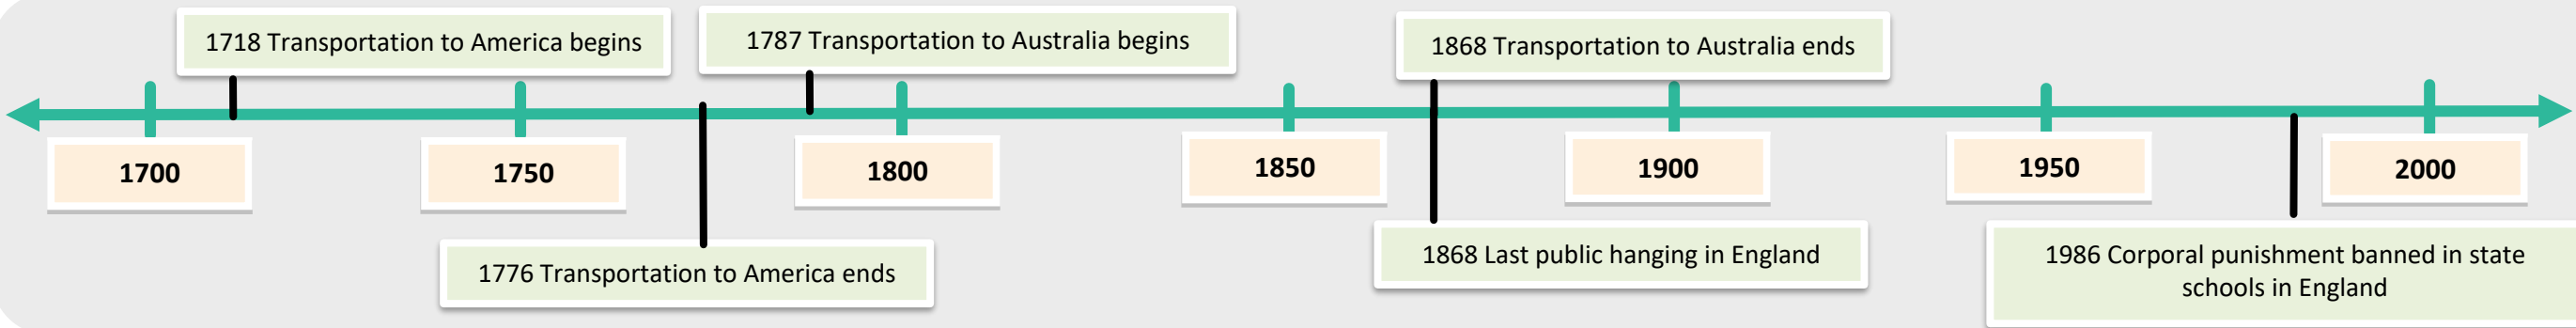 1718 Transportation to America begins
1787 Transportation to Australia begins
1868 Transportation to Australia ends
1700
1750
1800
1850
1900
1950
2000
1776 Transportation to America ends
1868 Last public hanging in England
1986 Corporal punishment banned in state
schools in England